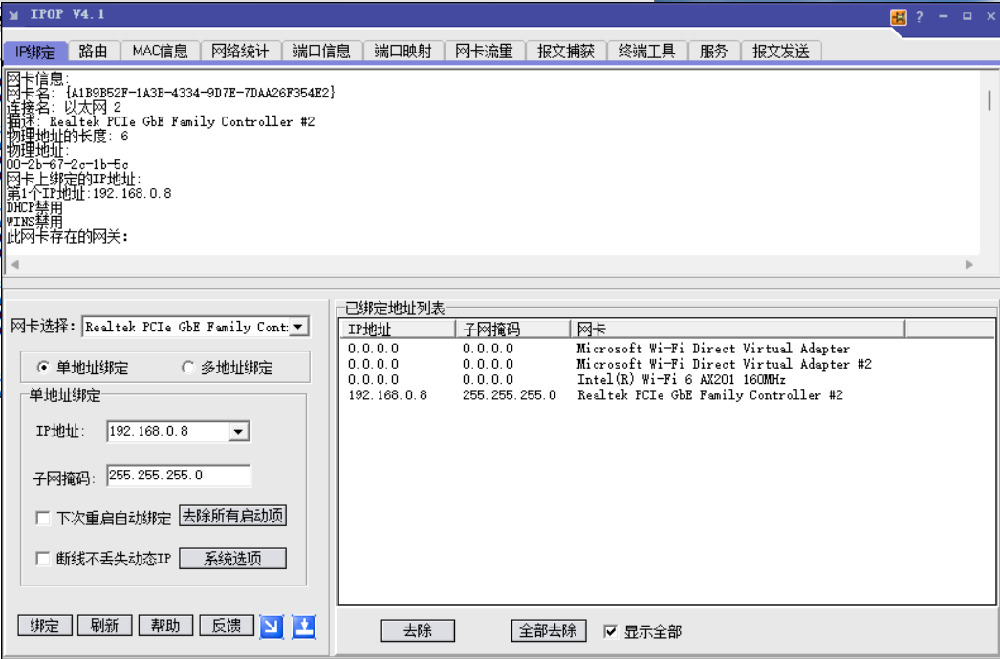 IPOP V4.1
IP绑定 路由 MAC信息 网络统计 端口信息 端口映射 网卡流量 报文捕获 终端工具 服务 报文发送
网卡信息:
网卡名: {A1B9B52F-1A3B-4334-9D7E-7DAA26F354E2}
连接名: 以太网 2
描述: Realtek PCIe GbE Family Controller #2
物理地址的长度: 6
物理地址:
00-2b-67-2c-1b-5c
网卡上绑定的IP地址:
第1个IP地址:192.168.0.8
DHCP禁用
WINS禁用
此网卡存在的网关:
网卡选择: Realtek PCIe GbE Family Cont
单地址绑定 多地址绑定
单地址绑定
IP地址: 192.168.0.8
子网掩码: 255.255.255.0
下次重启自动绑定 去除所有启动项
断线不丢失动态IP 系统选项
绑定 刷新 帮助 反馈
已绑定地址列表
IP地址 子网掩码 网卡
0.0.0.0 0.0.0.0 Microsoft Wi-Fi Direct Virtual Adapter
0.0.0.0 0.0.0.0 Microsoft Wi-Fi Direct Virtual Adapter #2
0.0.0.0 0.0.0.0 Intel(R) Wi-Fi 6 AX201 160MHz
192.168.0.8 255.255.255.0 Realtek PCIe GbE Family Controller #2
去除 全部去除 显示全部